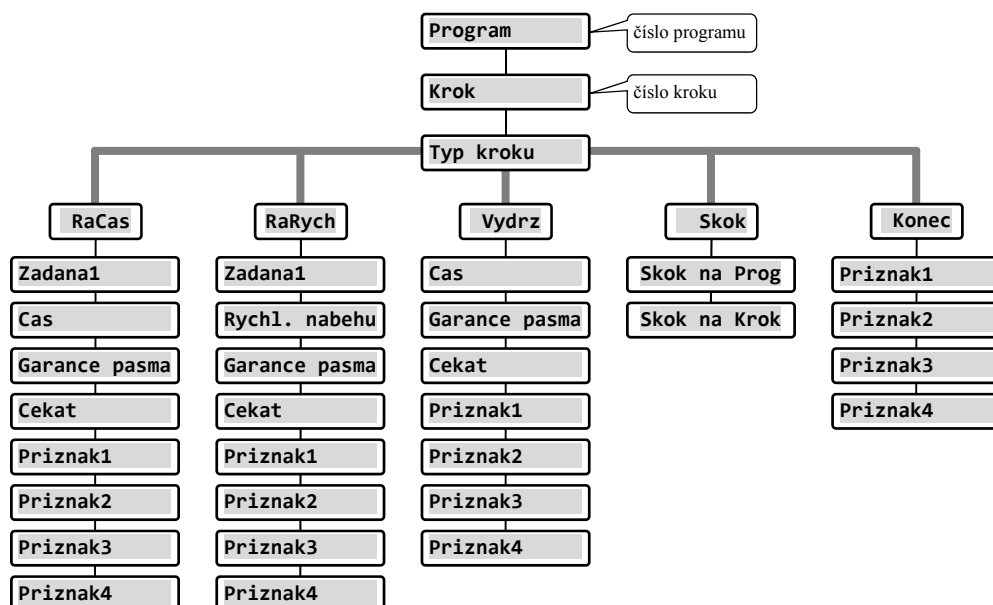 Program
číslo programu
Krok
číslo kroku
Typ kroku
RaCas
RaRych
Vydrz
Skok
Konec
Zadana1
Cas
Garance pasma
Cekat
Priznak1
Priznak2
Priznak3
Priznak4
Zadana1
Rychl. nabehu
Garance pasma
Cekat
Priznak1
Priznak2
Priznak3
Priznak4
Cas
Garance pasma
Cekat
Priznak1
Priznak2
Priznak3
Priznak4
Skok na Prog
Skok na Krok
Priznak1
Priznak2
Priznak3
Priznak4